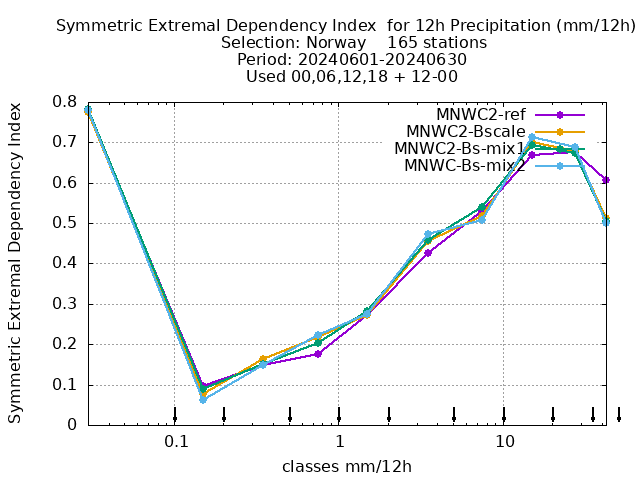 Symmetric Extremal Dependency Index  for 12h Precipitation (mm/12h)
Selection: Norway    165 stations
Period: 20240601-20240630
Used 00,06,12,18 + 12-00
Symmetric Extremal Dependency Index
0.8
0.7
0.6
0.5
0.4
0.3
0.2
0.1
0
MNWC2-ref
MNWC2-Bscale
MNWC2-Bs-mix1
MNWC-Bs-mix2
0.1
1
10
classes mm/12h